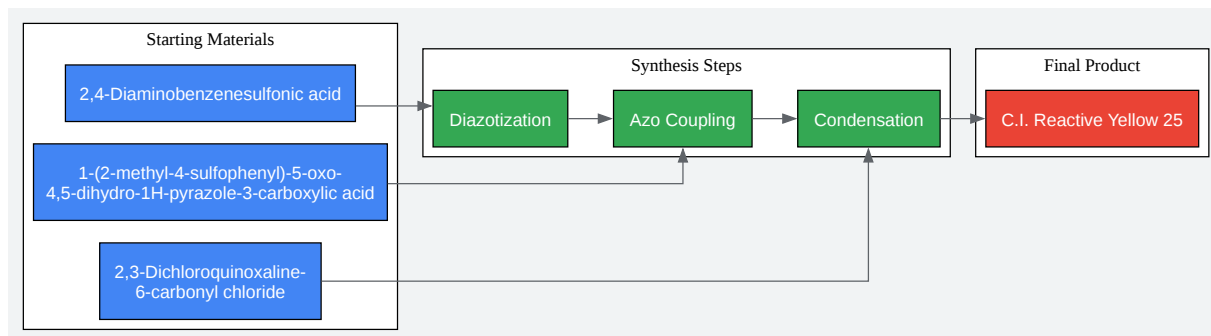 Starting Materials
2,4-Diaminobenzenesulfonic acid
1-(2-methyl-4-sulfophenyl)-5-oxo-
4,5-dihydro-1H-pyrazole-3-carboxylic acid
2,3-Dichloroquinoxaline-
6-carbonyl chloride
Synthesis Steps
Diazotization
Azo Coupling
Condensation
Final Product
C.I. Reactive Yellow 25